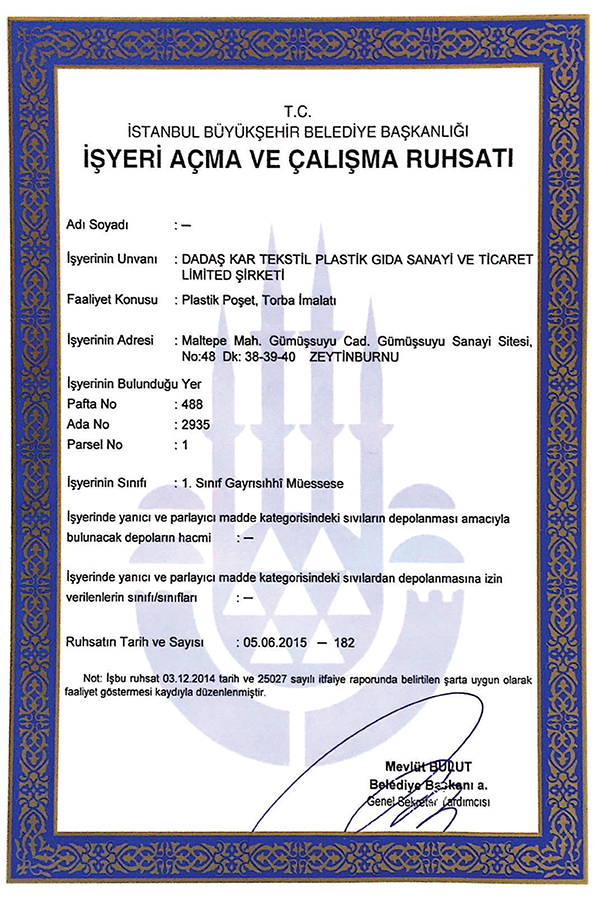 T.C.
İSTANBUL BÜYÜKŞEHİR BELEDİYE BAŞKANLIĞI
İŞYERİ AÇMA VE ÇALIŞMA RUHSATI
Adı Soyadı : –
İşyerinin Unvanı : DADAŞ KAR TEKSTİL PLASTİK GIDA SANAYİ VE TİCARET
LİMİTED ŞİRKETİ
Faaliyet Konusu : Plastik Poşet, Torba İmalatı
İşyerinin Adresi : Maltepe Mah. Gümüşsuyu Cad. Gümüşsuyu Sanayi Sitesi,
No:48 Dk: 38-39-40 ZEYTİNBURNU
İşyerinin Bulunduğu Yer
Pafta No : 488
Ada No : 2935
Parsel No : 1
İşyerinin Sınıfı : 1. Sınıf Gayrısıhhî Müessese
İşyerinde yanıcı ve parlayıcı madde kategorisindeki sıvıların depolanması amacıyla
bulunacak depoların hacmi : –
İşyerinde yanıcı ve parlayıcı madde kategorisindeki sıvılardan depolanmasına izin
verilenlerin sınıfı/sınıfları : –
Ruhsatın Tarih ve Sayısı : 05.06.2015 – 182
Not: İşbu ruhsat 03.12.2014 tarih ve 25027 sayılı itfaiye raporunda belirtilen şarta uygun olarak
faaliyet göstermesi kaydıyla düzenlenmiştir.
Mevlüt BULUT
Belediye Başkanı a.
Genel Sekreter Yardımcısı